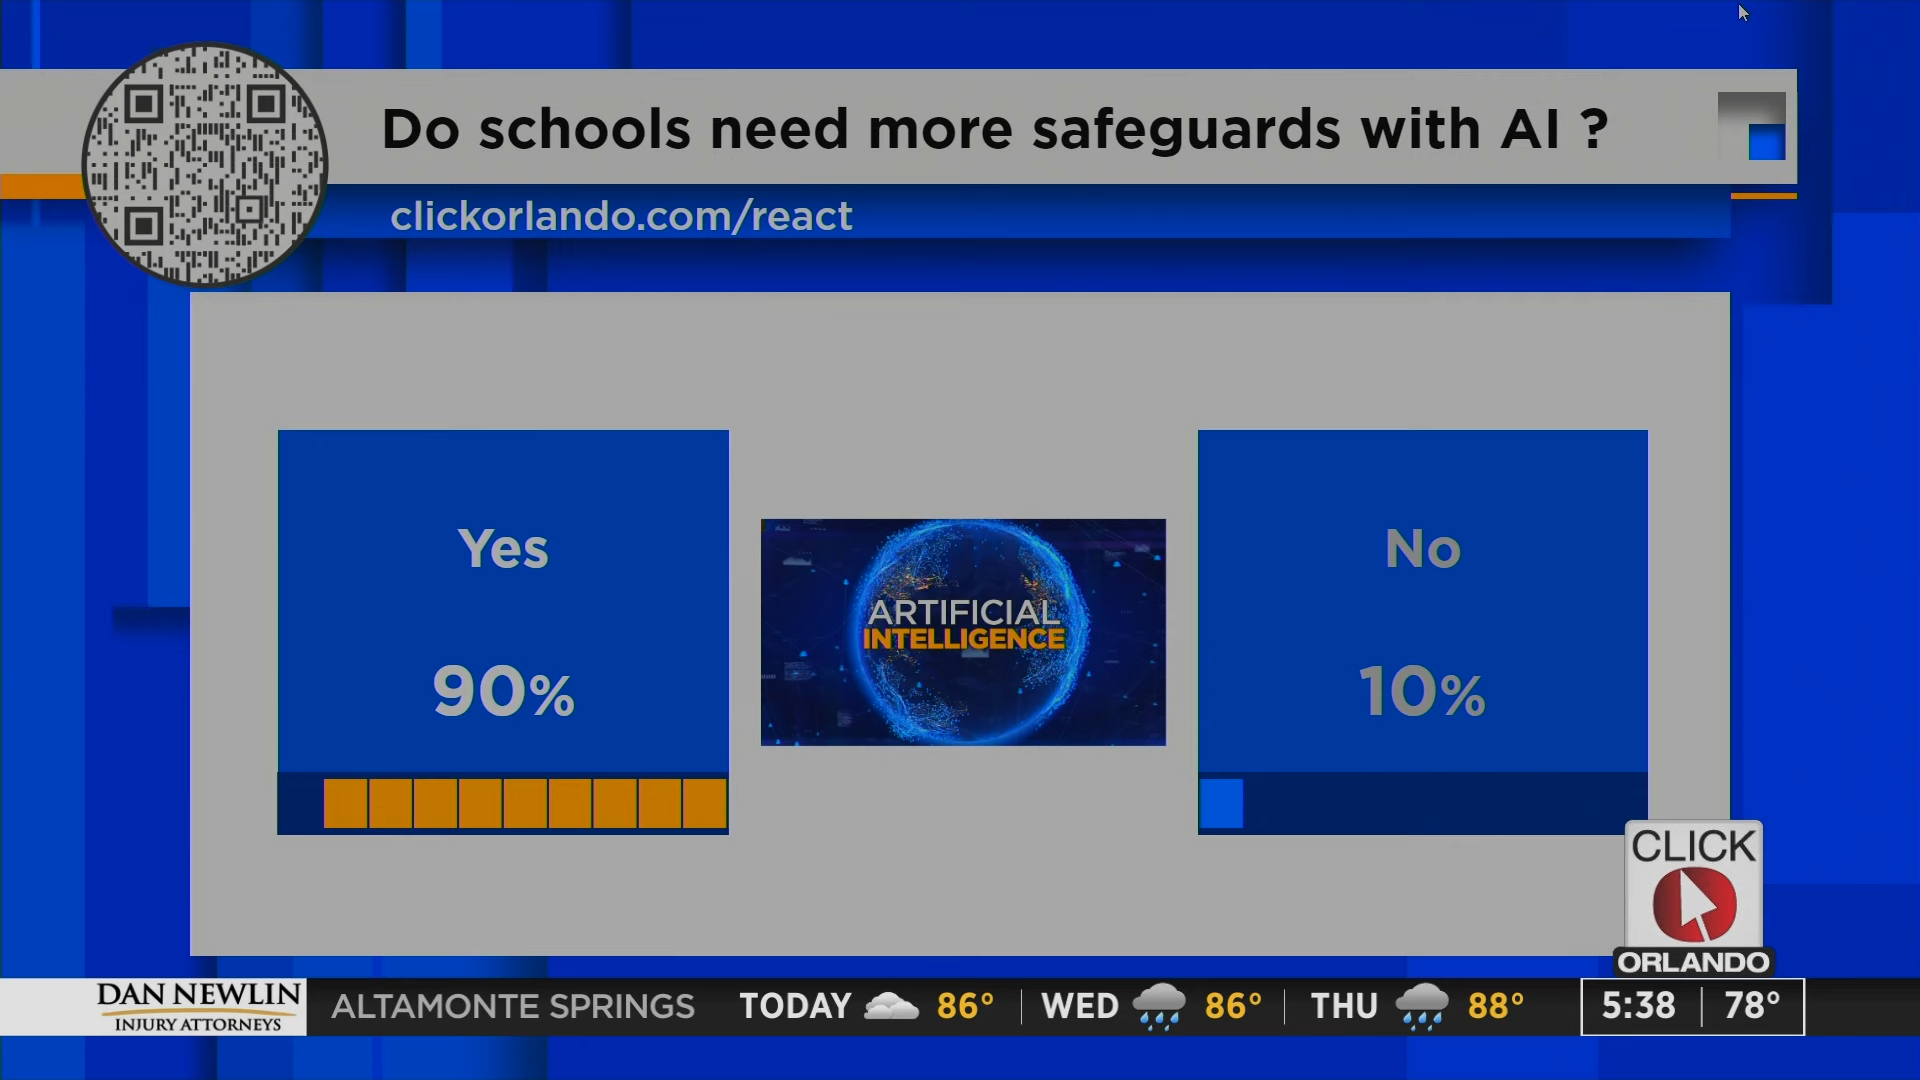 Do schools need more safeguards with AI ?
clickorlando.com/react
Yes
90%
ARTIFICIAL
INTELLIGENCE
No
10%
CLICK
ORLANDO
DAN NEWLIN
INJURY ATTORNEYS
ALTAMONTE SPRINGS TODAY 86° WED 86° THU 88° 5:38 78°